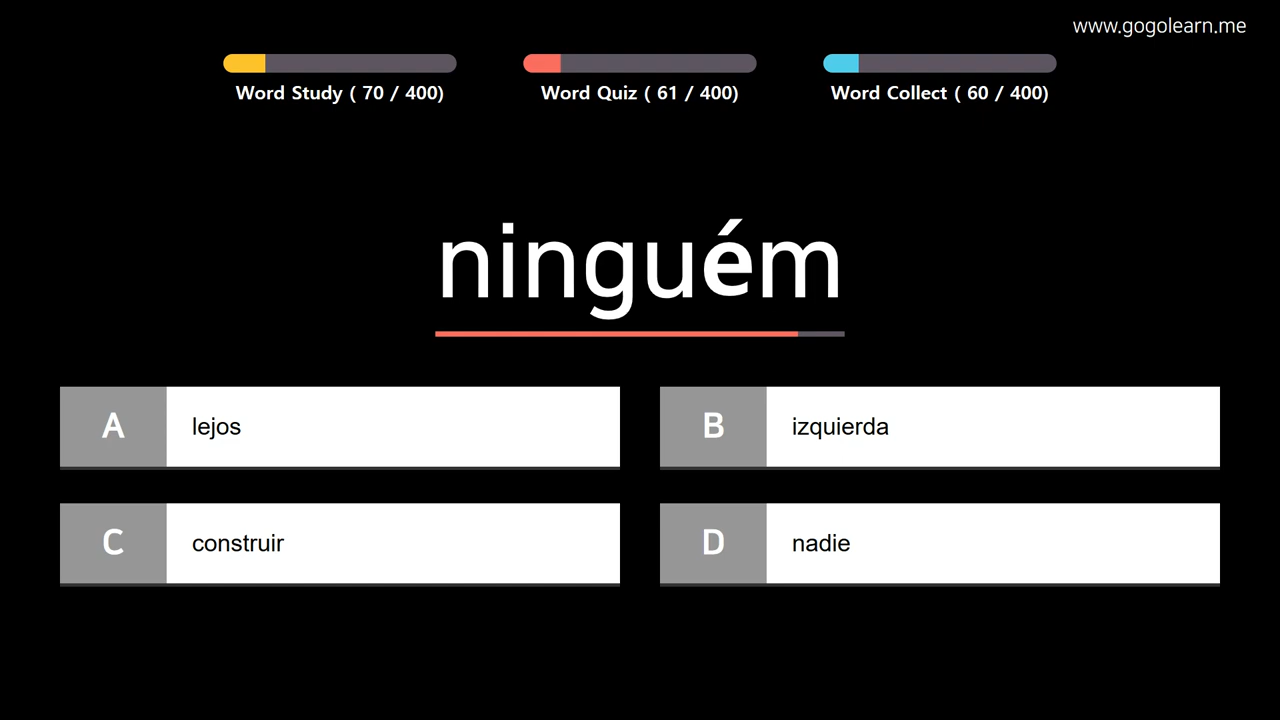 www.gogolearn.me
Word Study ( 70 / 400)
Word Quiz ( 61 / 400)
Word Collect ( 60 / 400)
ninguém
A lejos
B izquierda
C construir
D nadie